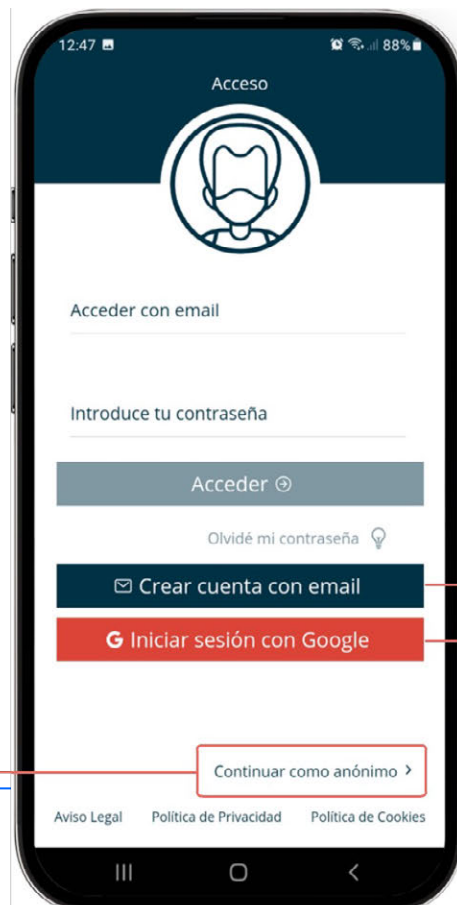 12:47 88%
Acceso
Acceder con email
Introduce tu contraseña
Acceder
Olvidé mi contraseña
Crear cuenta con email
G Iniciar sesión con Google
Continuar como anónimo >
Aviso Legal Política de Privacidad Política de Cookies